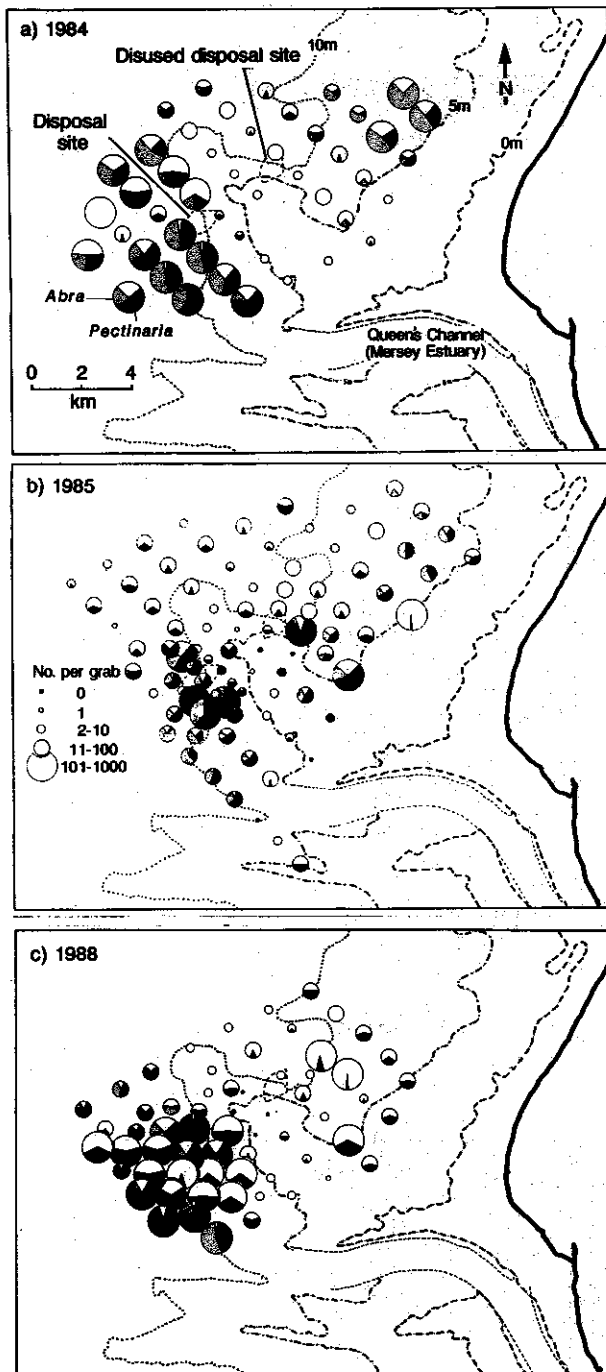 a) 1984
Disused disposal site
10m
N
5m
0m
Disposal
site
Abra
Pectinaria
Queen's Channel
(Mersey Estuary)
0 2 4
km
b) 1985
No. per grab
0
1
2-10
11-100
101-1000
c) 1988